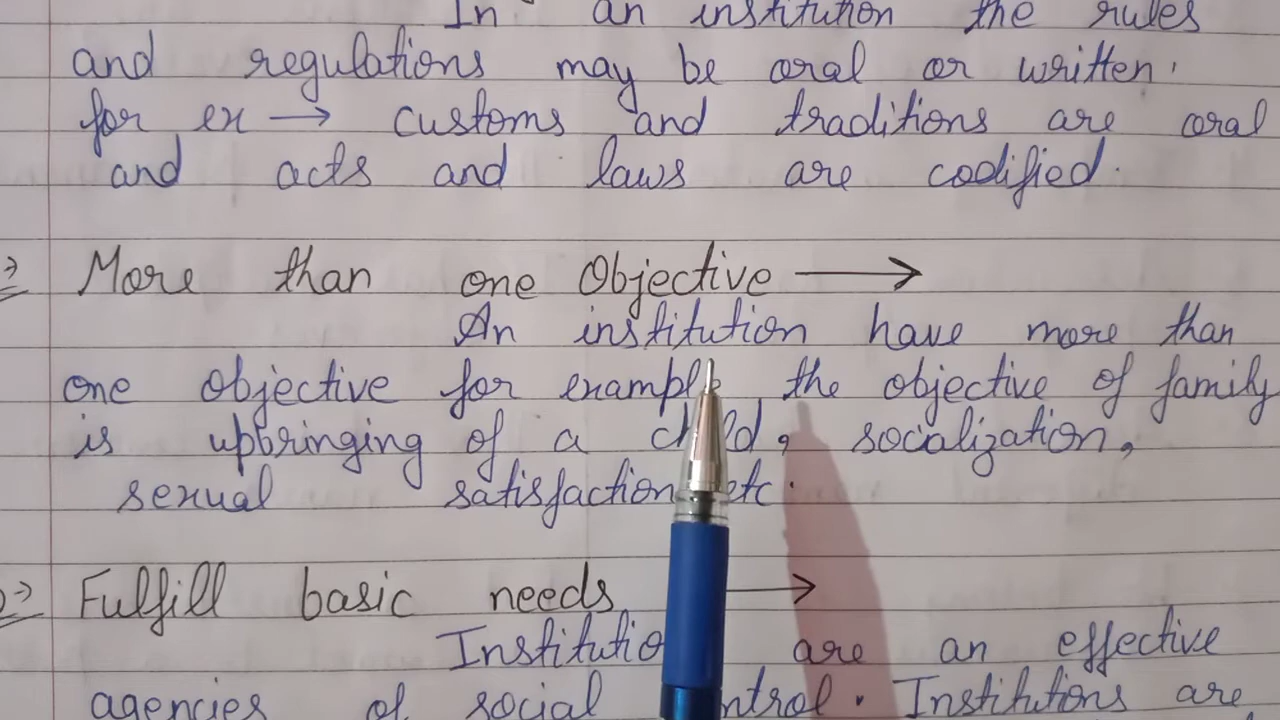 In an institution the rules
and regulations may be oral or written.
for ex → customs and traditions are oral
and acts and laws are codified.
⇒ More than one Objective →
An institution have more than
one objective for example the objective of family
is upbringing of a child, socalization,
sexual satisfaction etc.
⇒ Fulfill basic needs →
are an effective
agencies of social control. Institutions are